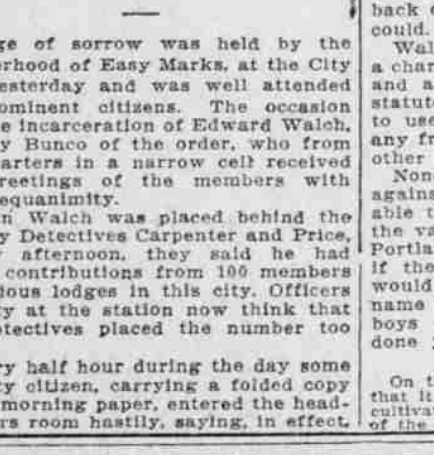 ge of sorrow was held by the
erhood of Easy Marks, at the City
esterday and was well attended
ominent citizens. The occasion
e incarceration of Edward Walch,
y Bunco of the order, who from
arters in a narrow cell received
reetings of the members with
equanimity.
n Walch was placed behind the
y Detectives Carpenter and Price,
afternoon, they said he had
contributions from 100 members
ious lodges in this city. Officers
ty at the station now think that
etectives placed the number too
ry half hour during the day some
ty citizen, carrying a folded copy
morning paper, entered the head-
rs room hastily, saying, in effect,
back
could.
Wal
a char
and a
statut
to use
any fr
other
Non
agains
able t
the va
Portla
if the
would
name
boys
done
On t
that it
cultiva
of the